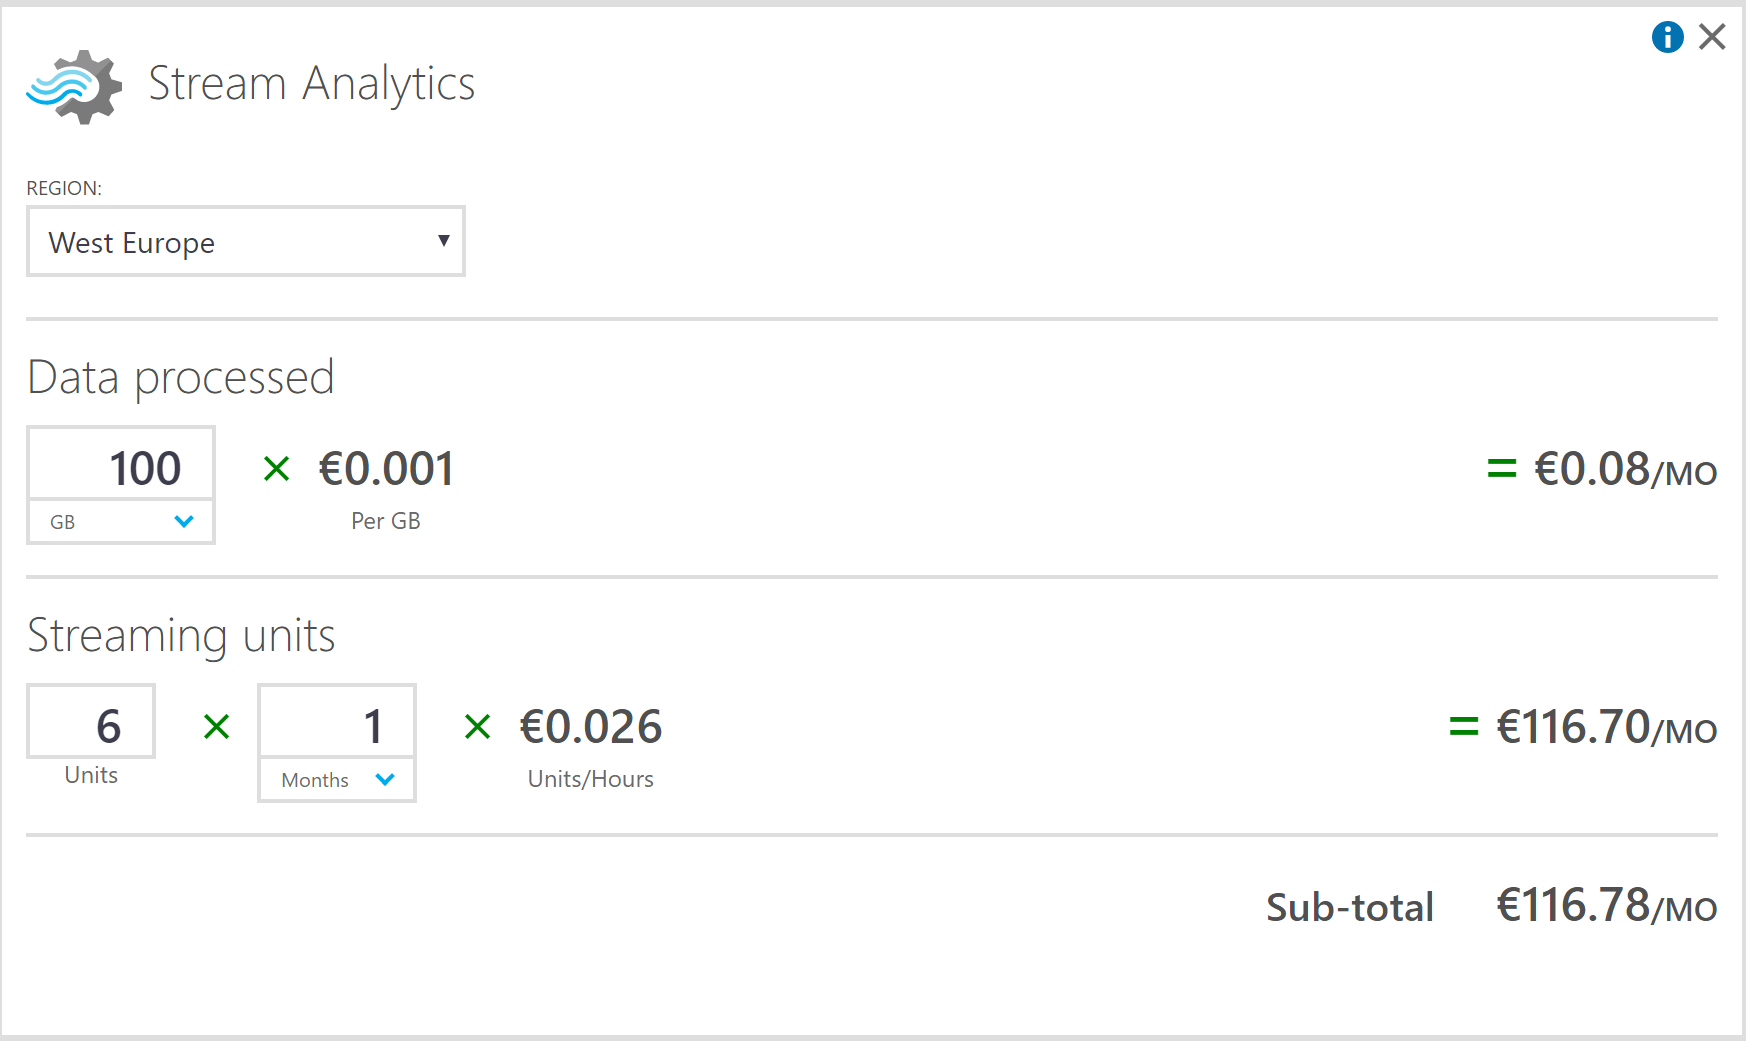 Stream Analytics
REGION:
West Europe
Data processed
100 × €0.001 = €0.08/MO
GB Per GB
Streaming units
6 × 1 × €0.026 = €116.70/MO
Units Months Units/Hours
Sub-total €116.78/MO